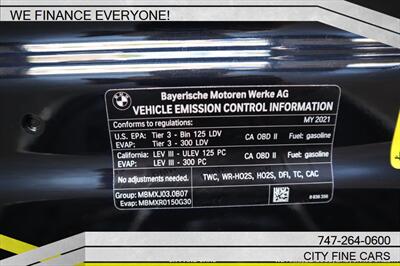 WE FINANCE EVERYONE!
Bayerische Motoren Werke AG
VEHICLE EMISSION CONTROL INFORMATION
Conforms to regulations: MY 2021
U.S. EPA: Tier 3 - Bin 125 LDV CA OBD II Fuel: gasoline
EVAP: Tier 3 - 300 LDV
California: LEV III - ULEV 125 PC CA OBD II Fuel: gasoline
EVAP: LEV III - 300 PC
No adjustments needed. TWC, WR-HO2S, HO2S, DFI, TC, CAC
Group: MBMXJ03.0B07
Evap: MBMXR0150G30
747-264-0600
CITY FINE CARS